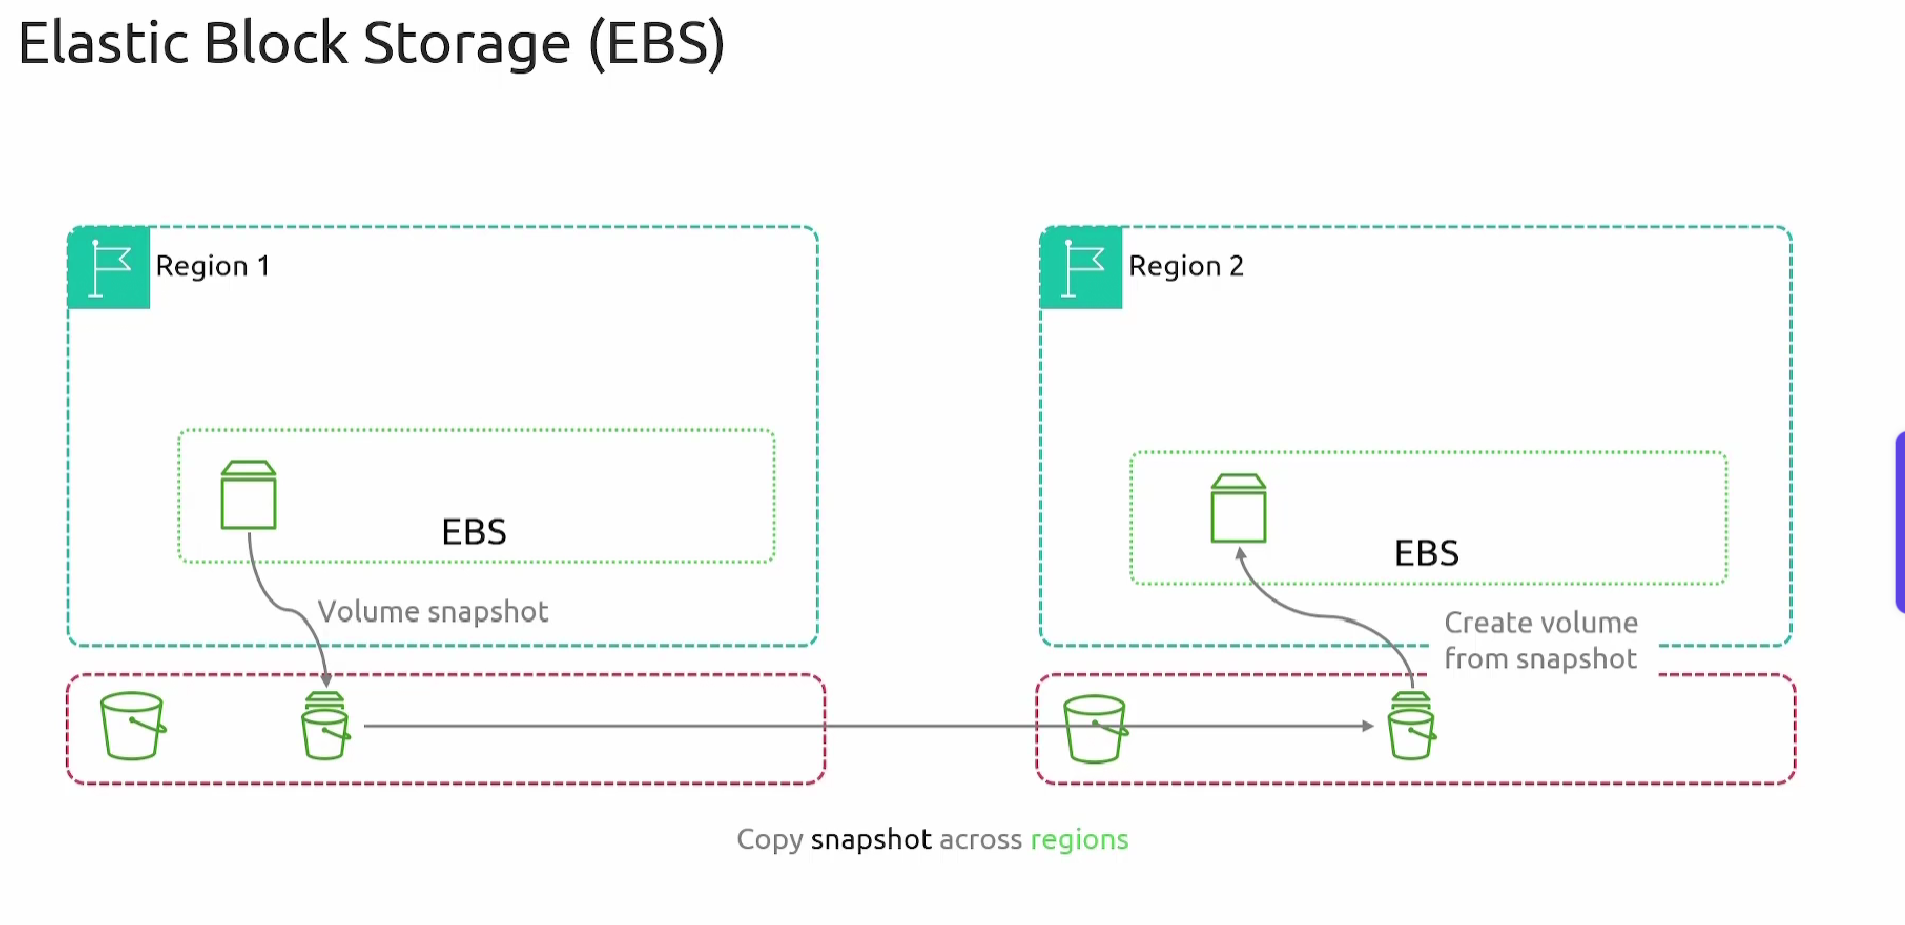 Elastic Block Storage (EBS)
Region 1
Region 2
EBS
EBS
Volume snapshot
Create volume
from snapshot
Copy snapshot across regions